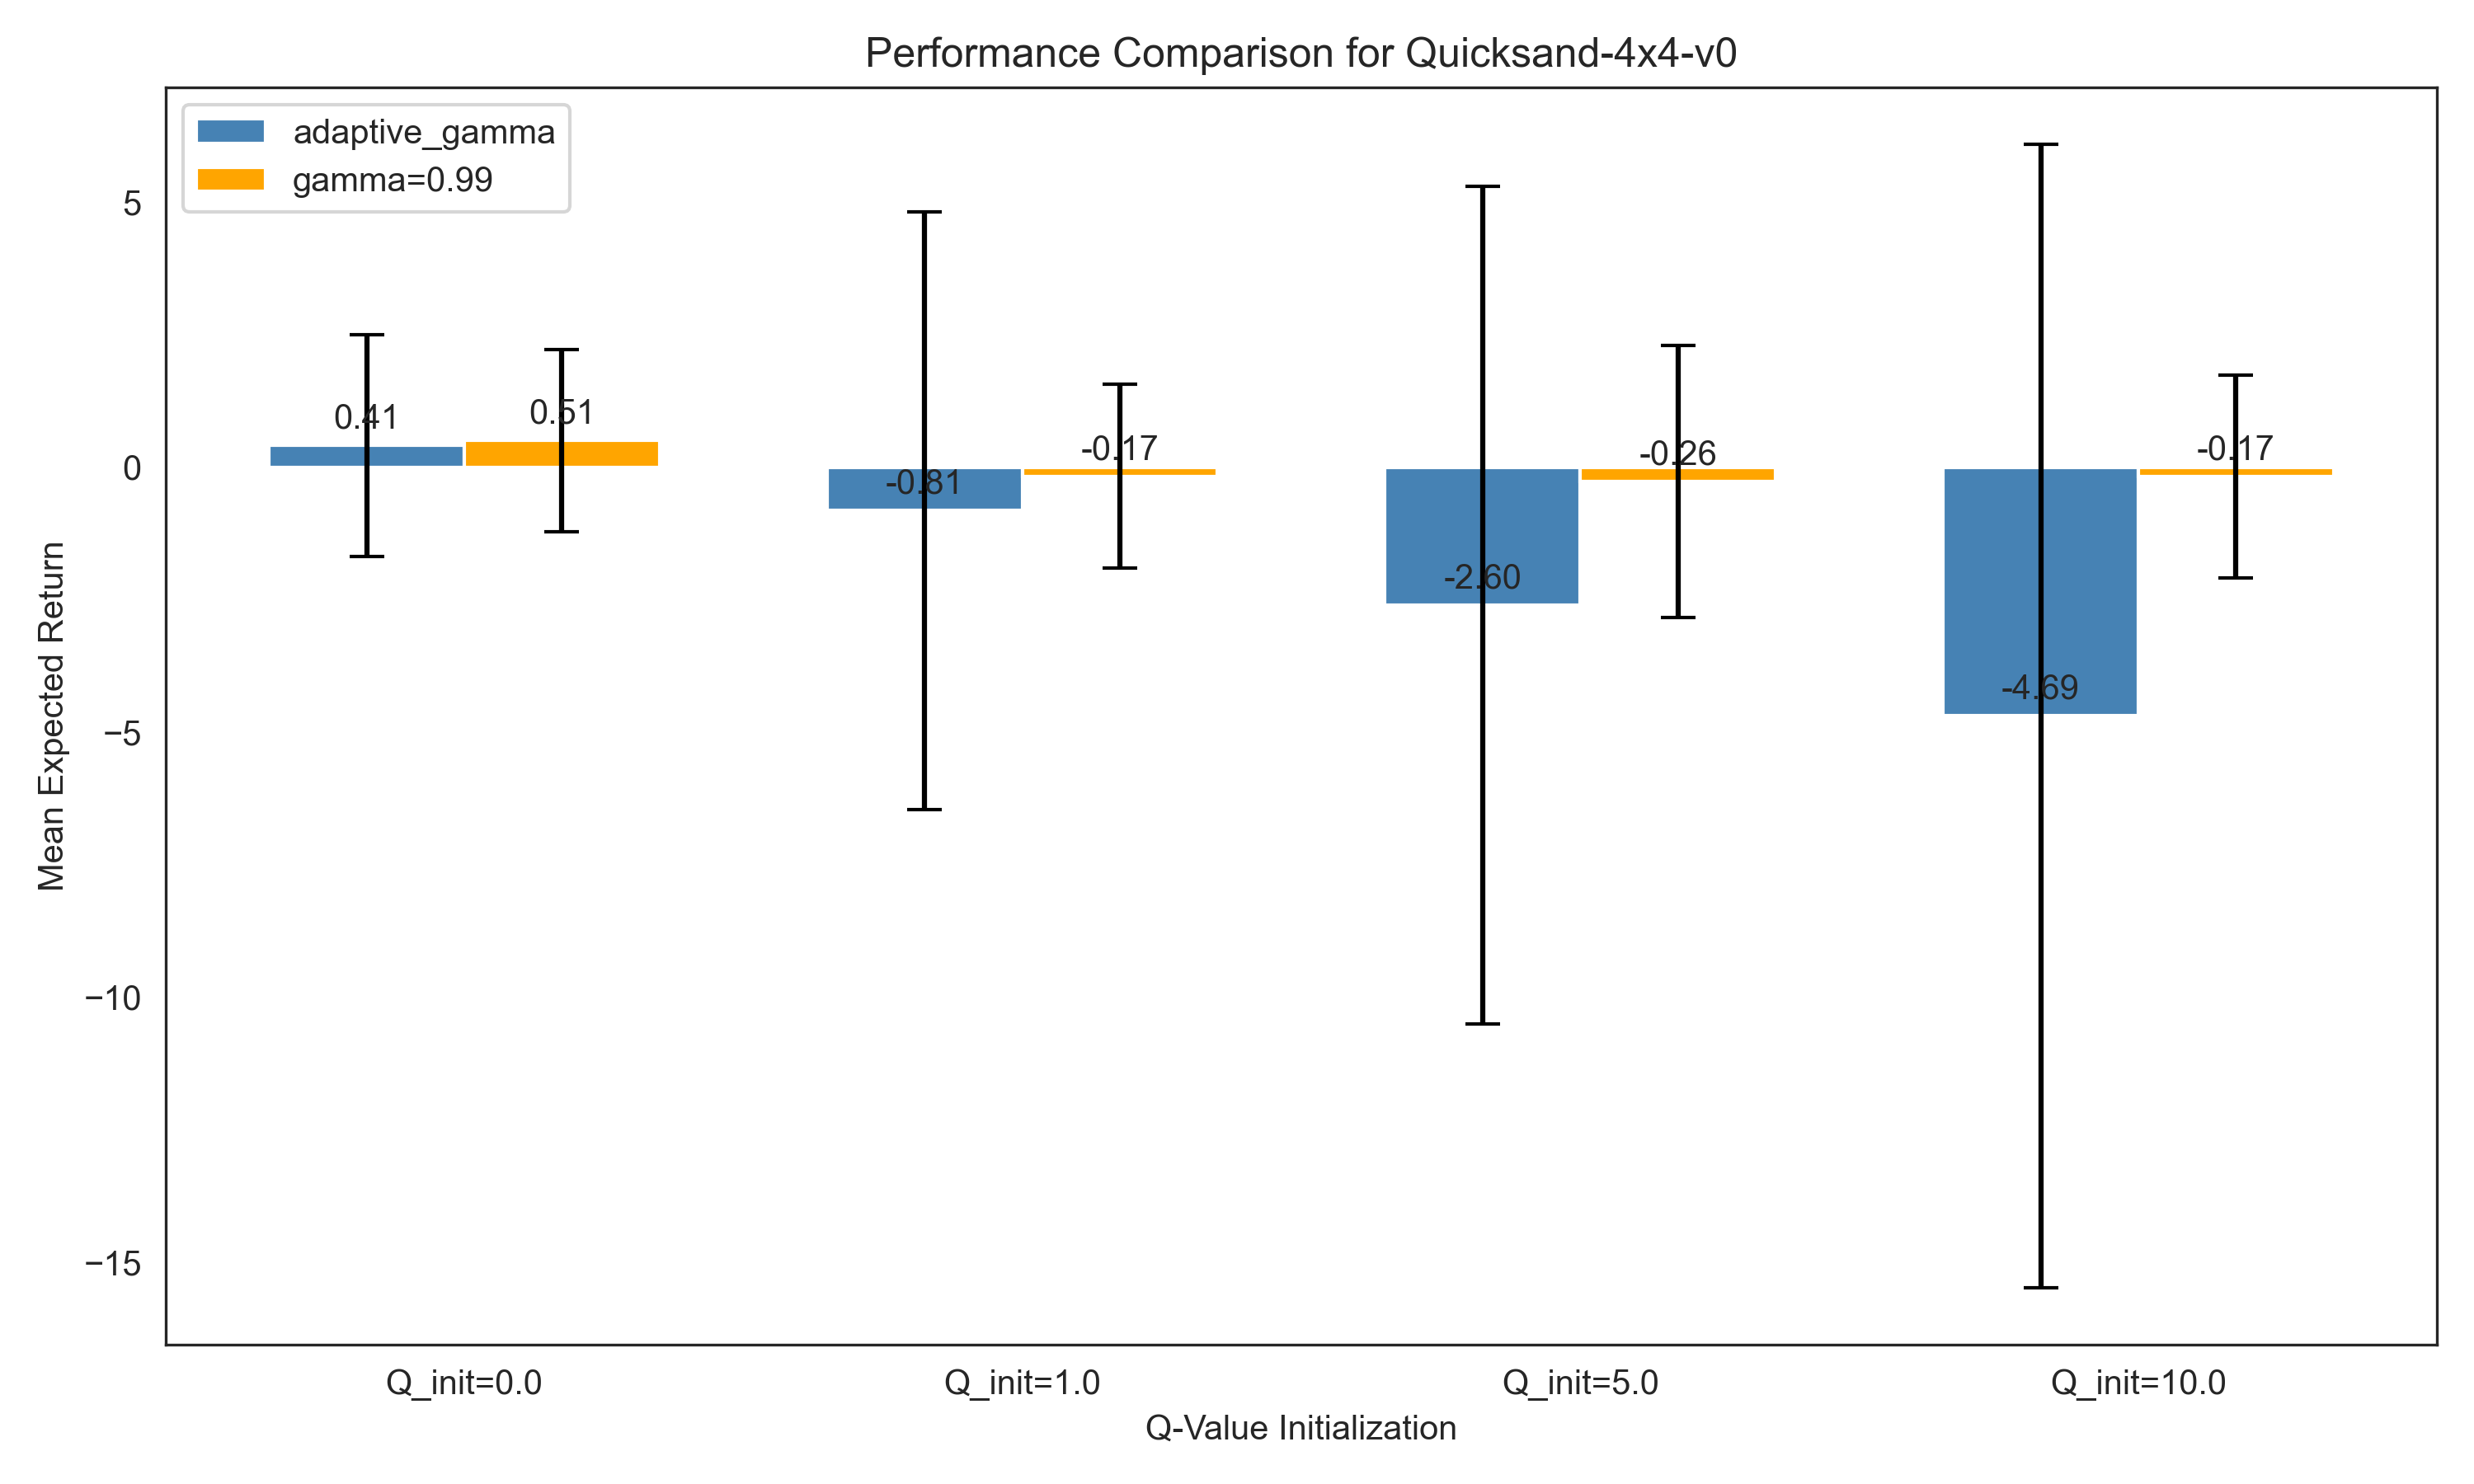 Performance Comparison for Quicksand-4x4-v0
adaptive_gamma
gamma=0.99
Mean Expected Return
5
0
−5
−10
−15
0.41
0.51
-0.81
-0.17
-2.60
-0.26
-4.69
-0.17
Q_init=0.0
Q_init=1.0
Q_init=5.0
Q_init=10.0
Q-Value Initialization